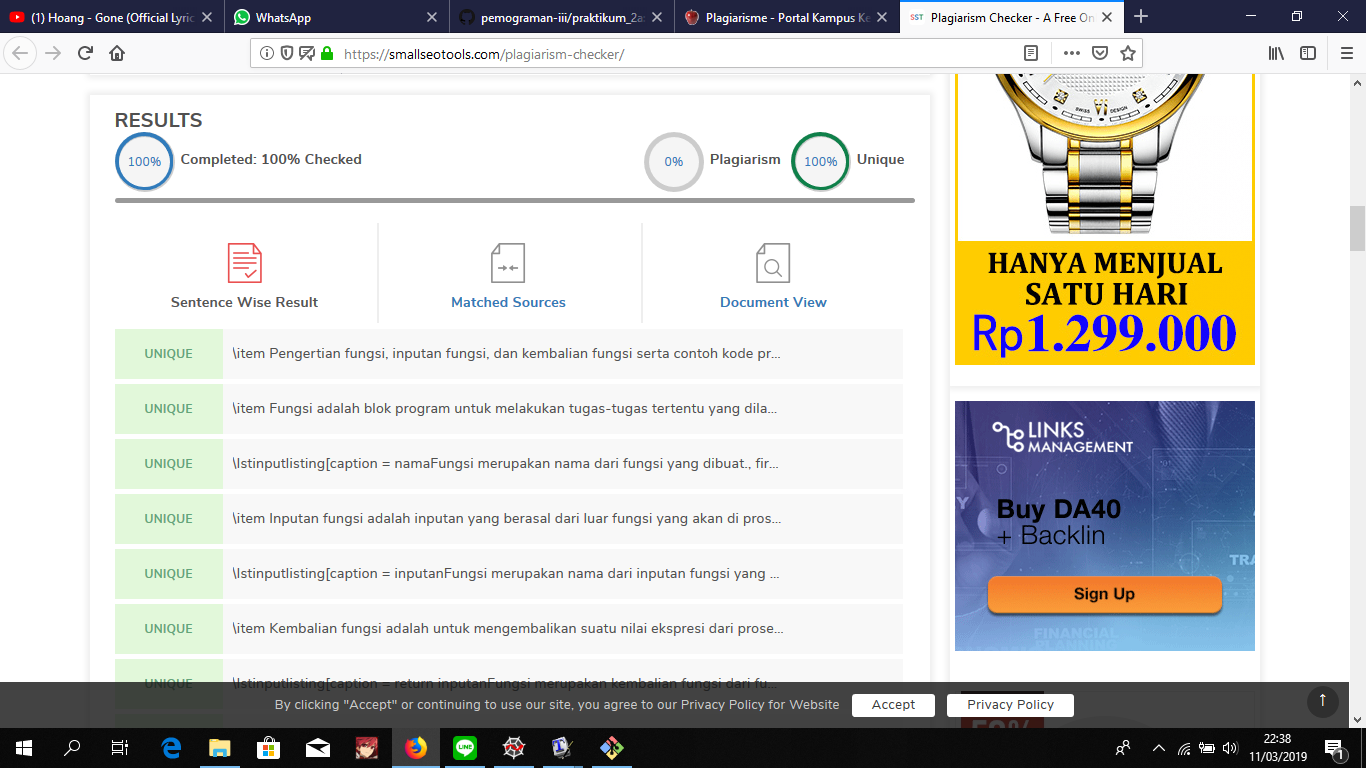 (1) Hoang - Gone (Official Lyric
WhatsApp
pemograman-iii/praktikum_2a
Plagiarisme - Portal Kampus Ke
SST Plagiarism Checker - A Free On
https://smallseotools.com/plagiarism-checker/
RESULTS
100%
Completed: 100% Checked
0%
Plagiarism
100%
Unique
Sentence Wise Result
Matched Sources
Document View
UNIQUE \item Pengertian fungsi, inputan fungsi, dan kembalian fungsi serta contoh kode pr...
UNIQUE \item Fungsi adalah blok program untuk melakukan tugas-tugas tertentu yang dila...
UNIQUE \lstinputlisting[caption = namaFungsi merupakan nama dari fungsi yang dibuat., fir...
UNIQUE \item Inputan fungsi adalah inputan yang berasal dari luar fungsi yang akan di pros...
UNIQUE \lstinputlisting[caption = inputanFungsi merupakan nama dari inputan fungsi yang ...
UNIQUE \item Kembalian fungsi adalah untuk mengembalikan suatu nilai ekspresi dari prose...
UNIQUE \lstinputlisting[caption = return inputanFungsi merupakan kembalian fungsi dari fu...
By clicking "Accept" or continuing to use our site, you agree to our Privacy Policy for Website
Accept
Privacy Policy
SWISS DESIGN
HANYA MENJUAL
SATU HARI
Rp1.299.000
LINKS
MANAGEMENT
Buy DA40
+ Backlin
Sign Up
FINANCIAL
PLANNING
50%
LINE
22:38
11/03/2019
1
1